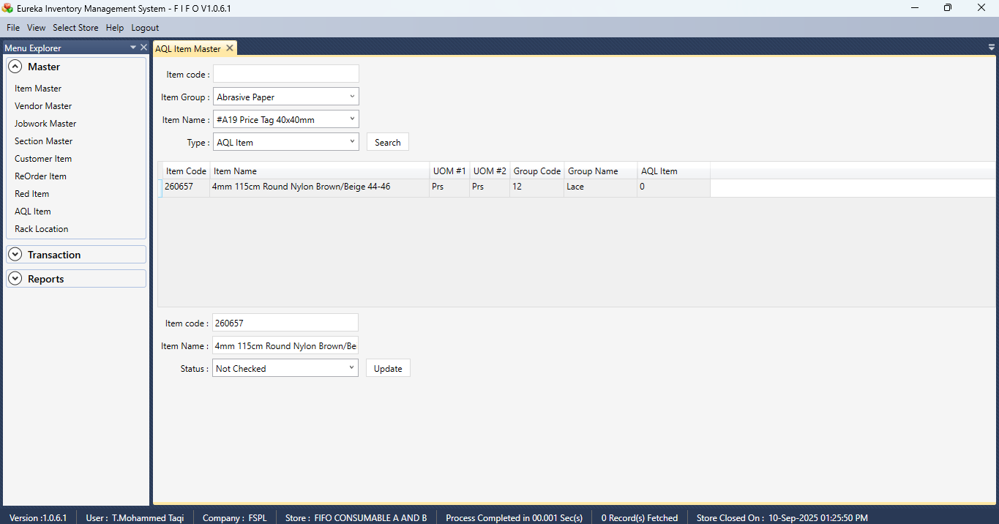 Eureka Inventory Management System - F I F O V1.0.6.1
File View Select Store Help Logout
Menu Explorer
AQL Item Master
Master
Item Master
Vendor Master
Jobwork Master
Section Master
Customer Item
ReOrder Item
Red Item
AQL Item
Rack Location
Transaction
Reports
Item code :
Item Group : Abrasive Paper
Item Name : #A19 Price Tag 40x40mm
Type : AQL Item Search
Item Code Item Name UOM #1 UOM #2 Group Code Group Name AQL Item
260657 4mm 115cm Round Nylon Brown/Beige 44-46 Prs Prs 12 Lace 0
Item code : 260657
Item Name : 4mm 115cm Round Nylon Brown/Be
Status : Not Checked Update
Version :1.0.6.1 User : T.Mohammed Taqi Company : FSPL Store : FIFO CONSUMABLE A AND B Process Completed in 00.001 Sec(s) 0 Record(s) Fetched Store Closed On : 10-Sep-2025 01:25:50 PM